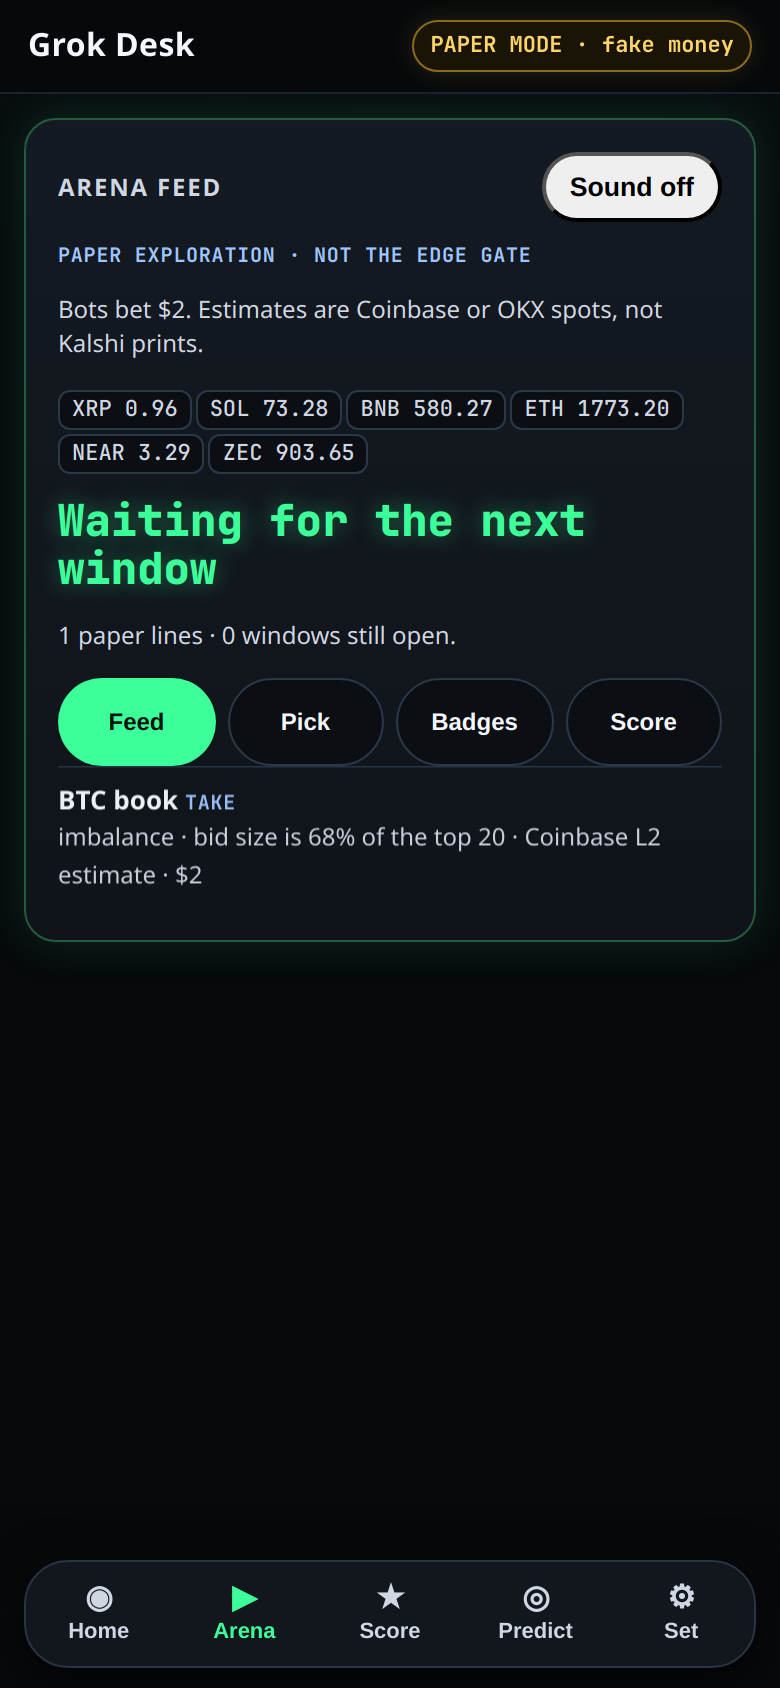 Grok Desk
PAPER MODE · fake money
ARENA FEED
Sound off
PAPER EXPLORATION · NOT THE EDGE GATE
Bots bet $2. Estimates are Coinbase or OKX spots, not
Kalshi prints.
XRP 0.96 SOL 73.28 BNB 580.27 ETH 1773.20
NEAR 3.29 ZEC 903.65
Waiting for the next
window
1 paper lines · 0 windows still open.
Feed Pick Badges Score
BTC book TAKE
imbalance · bid size is 68% of the top 20 · Coinbase L2
estimate · $2
Home Arena Score Predict Set